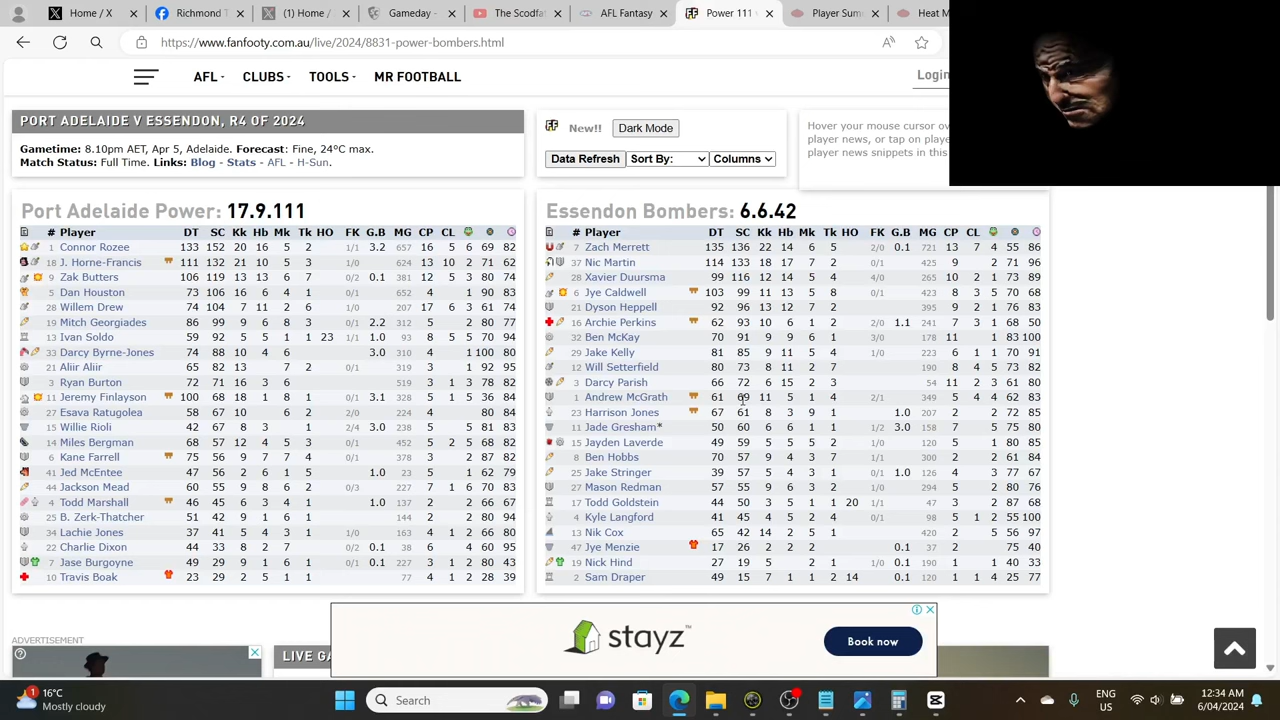 Home / X
Richmond T
(1) Home /
Gameday -
The Scodfa
AFL Fantasy
Power 111 v
Player Sum
Heat M
https://www.fanfooty.com.au/live/2024/8831-power-bombers.html
AFL CLUBS TOOLS MR FOOTBALL Login
PORT ADELAIDE V ESSENDON, R4 OF 2024
Gametime: 8.10pm AET, Apr 5, Adelaide. Forecast: Fine, 24°C max.
Match Status: Full Time. Links: Blog - Stats - AFL - H-Sun.
New!! Dark Mode
Data Refresh Sort By: Columns
Hover your mouse cursor ov
player news, or tap on playe
player news snippets in this
Port Adelaide Power: 17.9.111
# Player DT SC Kk Hb Mk Tk HO FK G.B MG CP CL
1 Connor Rozee 133 152 20 16 5 2 1/1 3.2 657 16 5 6 69 82
18 J. Horne-Francis 111 132 21 10 5 3 1/0 624 13 10 2 71 62
9 Zak Butters 106 119 13 13 6 7 0/2 0.1 381 12 5 3 80 74
5 Dan Houston 73 106 16 6 4 1 0/1 652 4 1 90 83
28 Willem Drew 74 104 7 11 2 6 1/0 207 17 6 3 61 74
19 Mitch Georgiades 86 99 9 6 8 3 0/1 2.2 312 5 2 80 77
13 Ivan Soldo 59 92 5 5 1 1 23 1/1 1.0 93 8 5 5 70 94
33 Darcy Byrne-Jones 74 88 10 4 6 3.0 310 4 1 100 80
21 Aliir Aliir 65 82 13 7 2 0/1 319 3 1 92 95
3 Ryan Burton 72 71 16 3 6 519 3 1 3 78 82
11 Jeremy Finlayson 100 68 18 1 9 4 0/1 3.1 328 5 1 5 36 84
27 Esava Ratugolea 58 67 10 6 2 2/0 224 4 80 84
15 Willie Rioli 42 67 8 3 1 2/4 3.0 238 5 5 81 83
14 Miles Bergman 68 57 12 4 5 3 0/1 452 5 2 5 68 82
6 Kane Farrell 75 56 9 7 7 4 0/1 378 3 2 87 82
41 Jed McEntee 47 56 2 6 1 5 1.0 23 5 1 62 79
44 Jackson Mead 55 9 8 6 2 0/3 227 7 1 6 70 83
4 Todd Marshall 46 45 6 3 4 1 1.0 137 2 2 66 67
25 B. Zerk-Thatcher 51 42 9 1 6 1 144 2 2 80 94
34 Lachie Jones 37 41 5 3 3 1 1/0 163 4 1 2 66 80
22 Charlie Dixon 44 33 8 2 7 0/2 0.1 38 6 4 60 95
7 Jase Burgoyne 49 29 9 6 1 1 0/1 0.1 227 3 1 2 80 43
10 Travis Boak 23 29 2 5 1 1 77 4 1 2 28 39
Essendon Bombers: 6.6.42
# Player DT SC Kk Hb Mk Tk HO FK G.B MG CP CL
7 Zach Merrett 135 136 22 14 6 5 2/0 0.1 721 13 7 4 55 86
37 Nic Martin 114 133 18 17 7 2 425 9 2 71 96
28 Xavier Duursma 99 116 12 14 5 4 4/0 265 10 2 1 73 89
6 Jye Caldwell 103 99 11 13 5 8 0/1 423 8 3 5 70 68
21 Dyson Heppell 92 96 13 12 7 2 395 9 2 1 76 83
16 Archie Perkins 62 93 10 6 1 2 2/0 1.1 241 7 3 1 68 50
32 Ben McKay 70 91 9 9 6 1 3/0 178 11 1 83 100
29 Jake Kelly 81 85 9 11 5 4 1/0 223 6 1 1 70 91
12 Will Setterfield 80 73 8 11 2 7 190 8 4 5 73 82
3 Darcy Parish 66 72 6 15 2 3 54 11 2 3 61 80
1 Andrew McGrath 61 69 11 5 1 4 2/1 349 5 4 4 62 83
23 Harrison Jones 67 61 8 3 9 1 1.0 207 2 2 72 85
11 Jade Gresham* 50 60 6 6 1 1 1/2 3.0 158 7 5 75 80
15 Jayden Laverde 49 59 5 5 5 2 1/0 120 5 1 80 85
8 Ben Hobbs 70 57 9 4 3 7 1/1 300 2 2 61 84
25 Jake Stringer 39 57 5 4 3 1 0/1 1.0 126 4 3 77 67
27 Mason Redman 57 55 9 6 3 2 1/0 294 5 2 80 76
17 Todd Goldstein 44 50 3 5 1 1 20 1/1 47 3 2 87 68
4 Kyle Langford 41 45 4 5 2 4 0/1 98 5 1 2 55 100
13 Nik Cox 65 42 14 2 5 1 420 2 5 56 97
47 Jye Menzie 17 26 2 2 2 0.1 37 2 75 40
19 Nick Hind 27 19 5 2 1 1/0 0.1 190 1 1 40 33
2 Sam Draper 49 15 7 1 1 2 14 0.1 120 1 1 4 25 77
stayz™
Book now
ADVERTISEMENT
LIVE GA
1
16°C
Mostly cloudy
Search
ENG
US
12:34 AM
6/04/2024